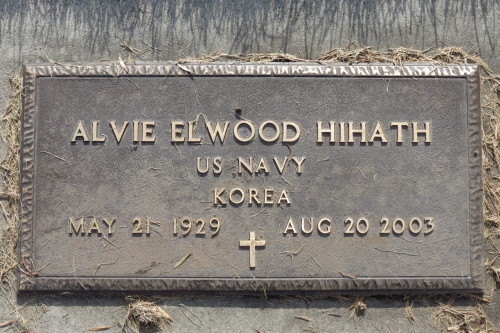 ALVIE ELWOOD HIHATH
US NAVY
KOREA
MAY 21 1929 AUG 20 2003